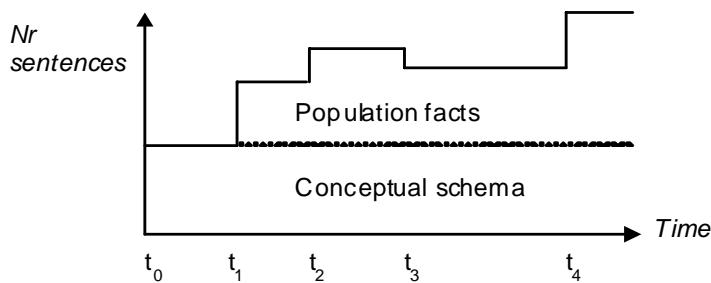 Nr
sentences
Population facts
Conceptual schema
Time
t0 t1 t2 t3 t4